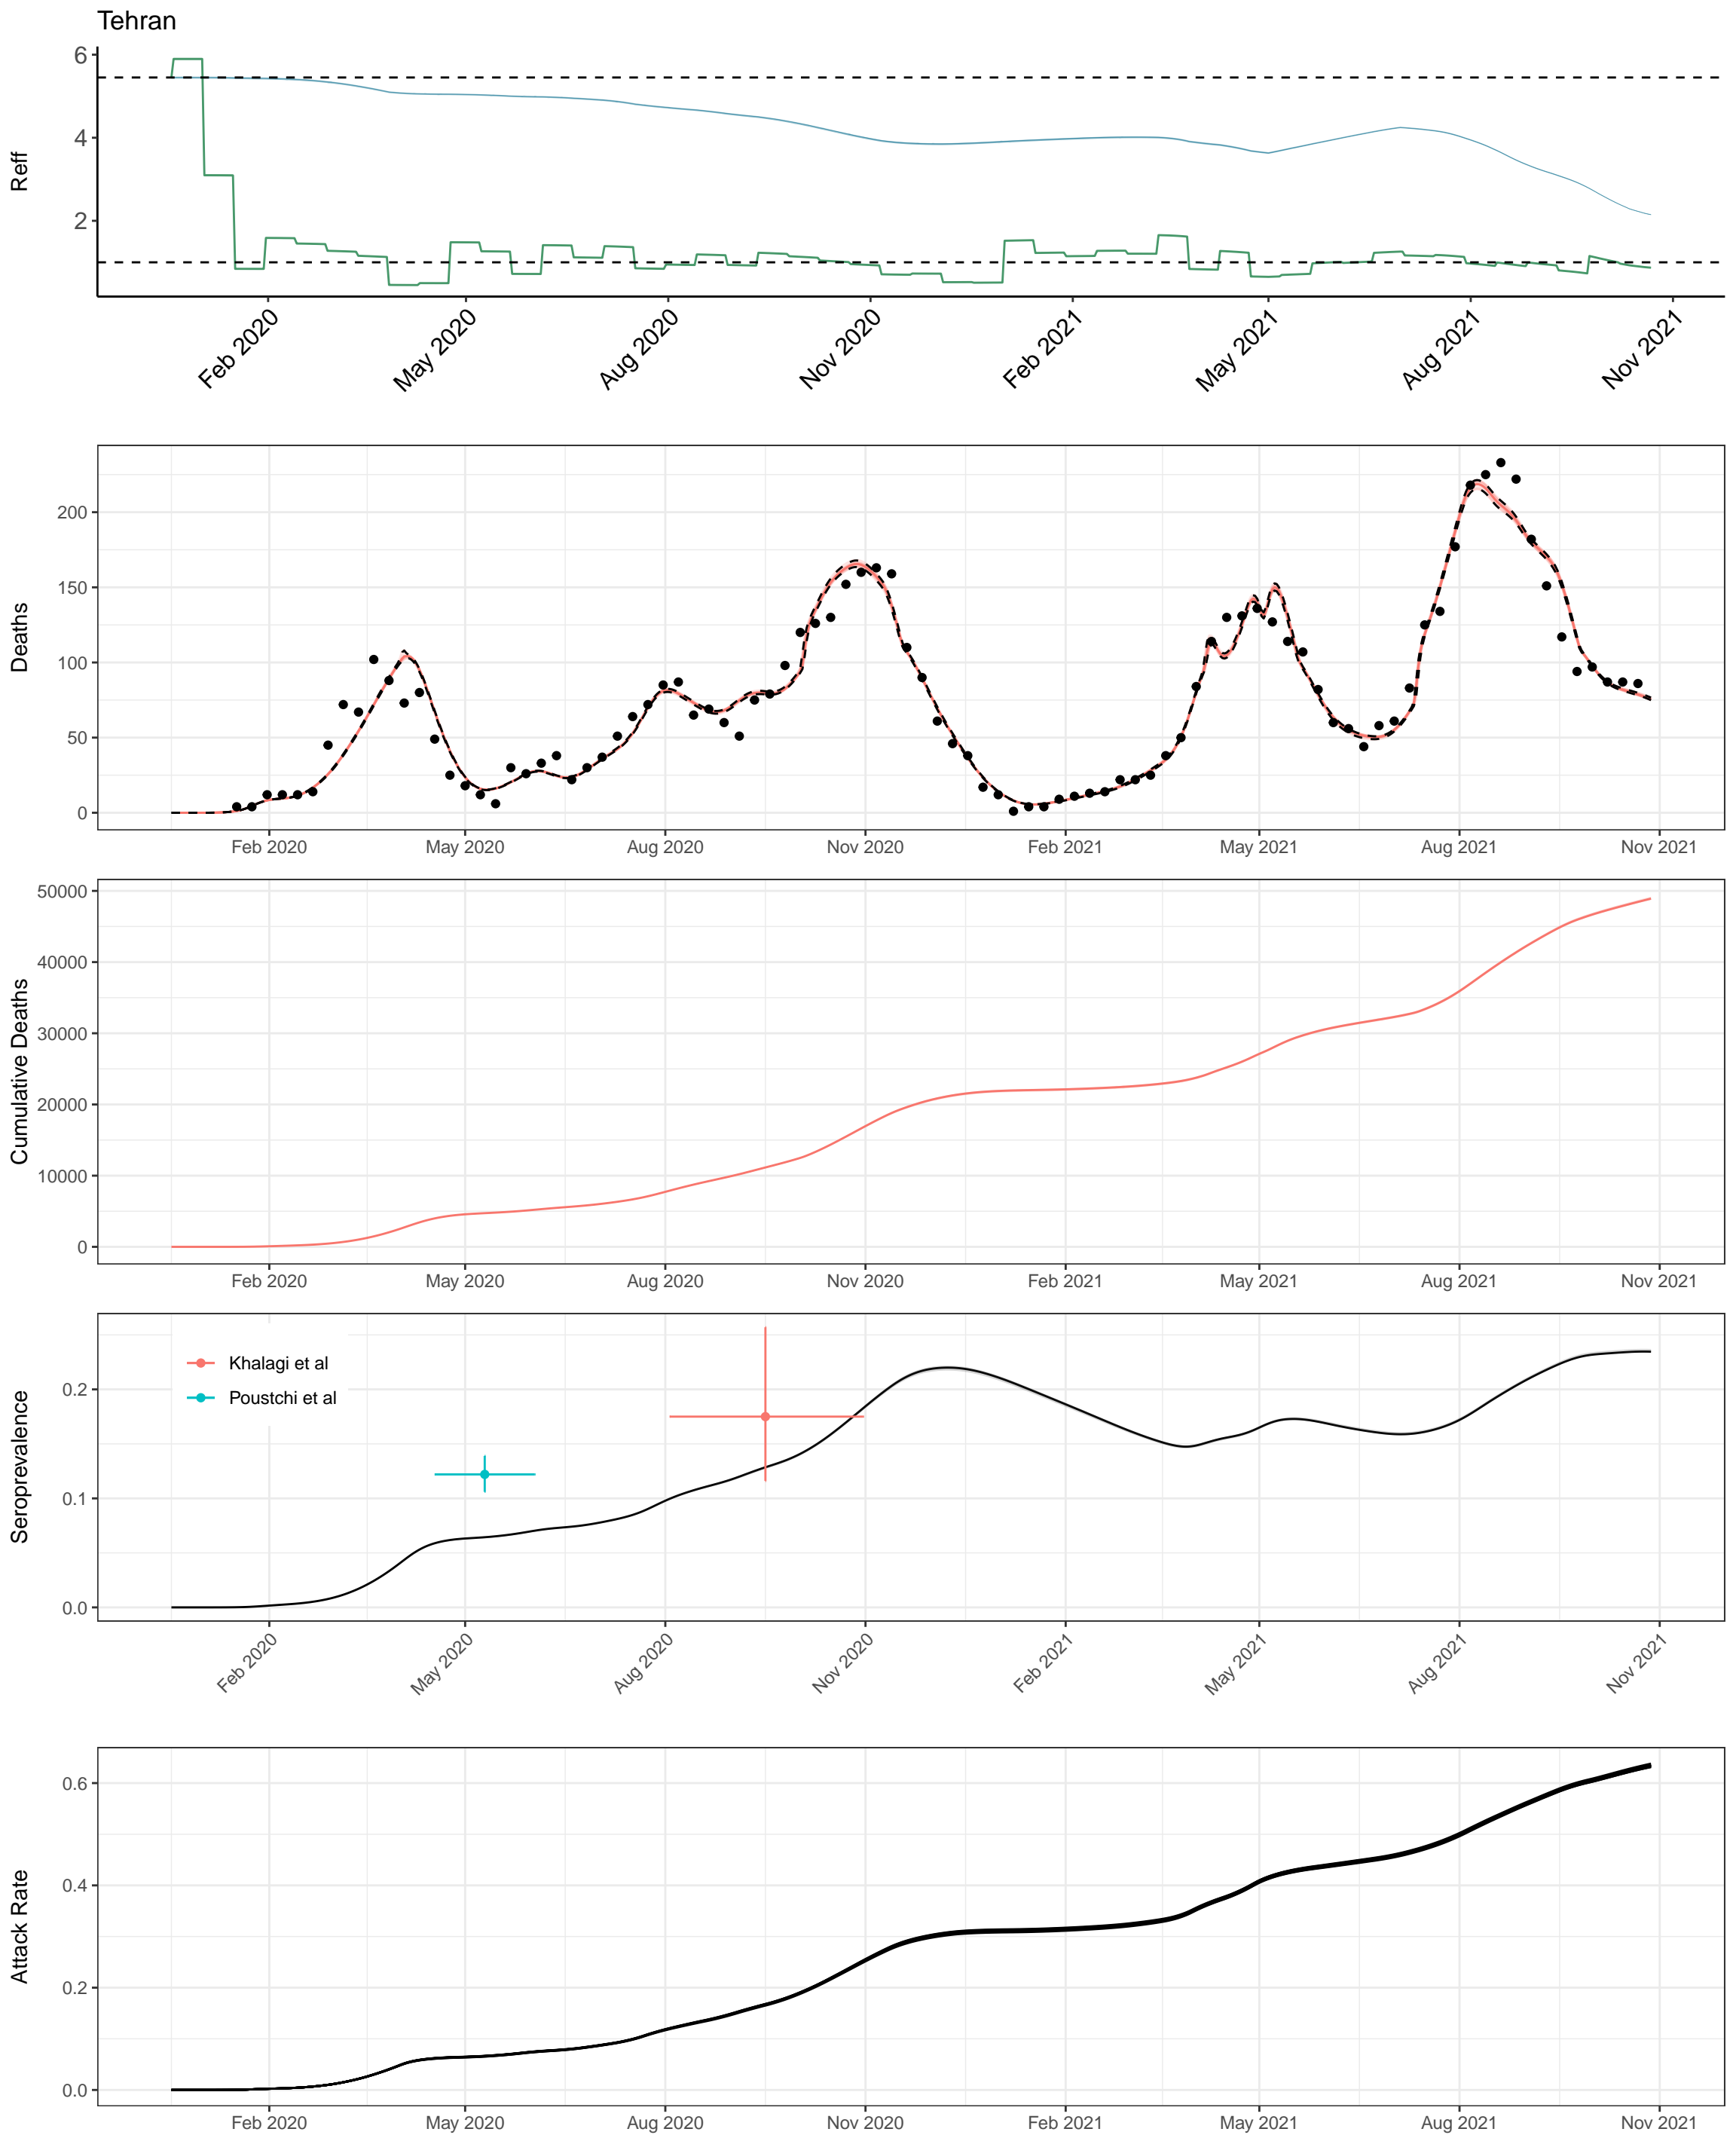 Tehran
Reff
6
4
2
Feb 2020
May 2020
Aug 2020
Nov 2020
Feb 2021
May 2021
Aug 2021
Nov 2021
Deaths
200
150
100
50
0
Feb 2020
May 2020
Aug 2020
Nov 2020
Feb 2021
May 2021
Aug 2021
Nov 2021
Cumulative Deaths
50000
40000
30000
20000
10000
0
Feb 2020
May 2020
Aug 2020
Nov 2020
Feb 2021
May 2021
Aug 2021
Nov 2021
Seroprevalence
0.2
0.1
0.0
Khalagi et al
Poustchi et al
Feb 2020
May 2020
Aug 2020
Nov 2020
Feb 2021
May 2021
Aug 2021
Nov 2021
Attack Rate
0.6
0.4
0.2
0.0
Feb 2020
May 2020
Aug 2020
Nov 2020
Feb 2021
May 2021
Aug 2021
Nov 2021